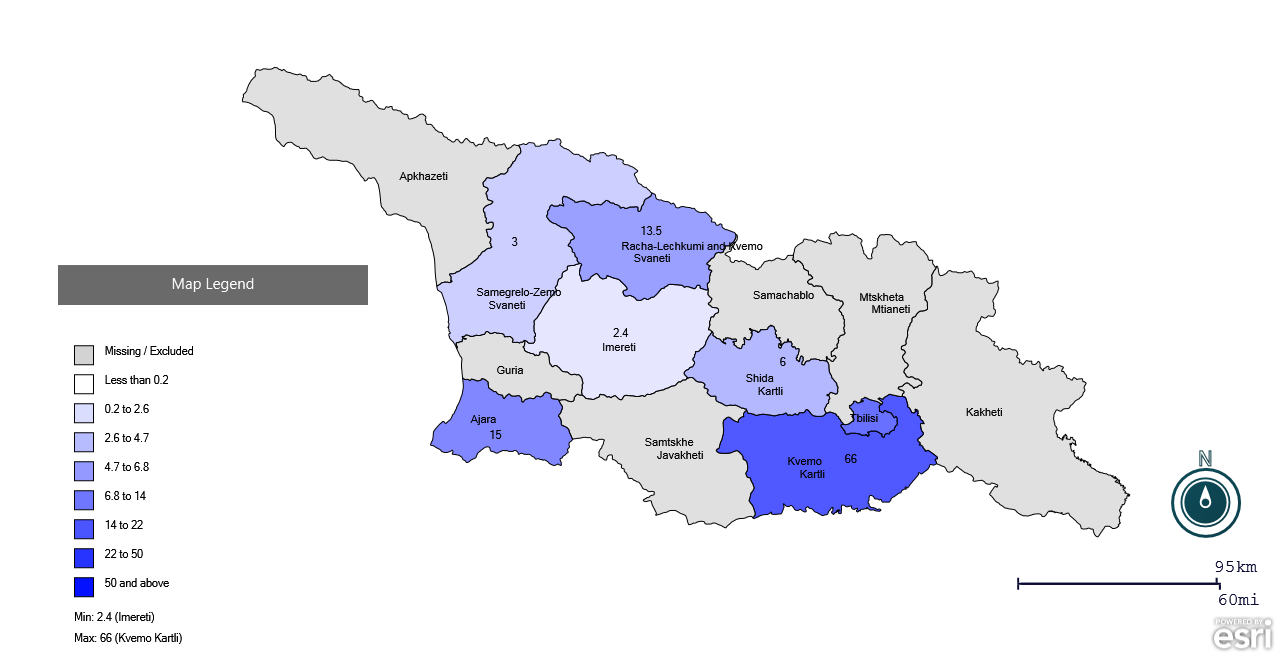 Apkhazeti
3
13.5
Racha-Lechkumi and Kvemo
Svaneti
Samegrelo-Zemo
Svaneti
Samachablo
Mtskheta
Mtianeti
2.4
Imereti
6
Shida
Kartli
Guria
Ajara
15
Tbilisi
Kakheti
Samtskhe
Javakheti
Kvemo
Kartli
66
Map Legend
Missing / Excluded
Less than 0.2
0.2 to 2.6
2.6 to 4.7
4.7 to 6.8
6.8 to 14
14 to 22
22 to 50
50 and above
Min: 2.4 (Imereti)
Max: 66 (Kvemo Kartli)
N
95km
60mi
POWERED BY
esri